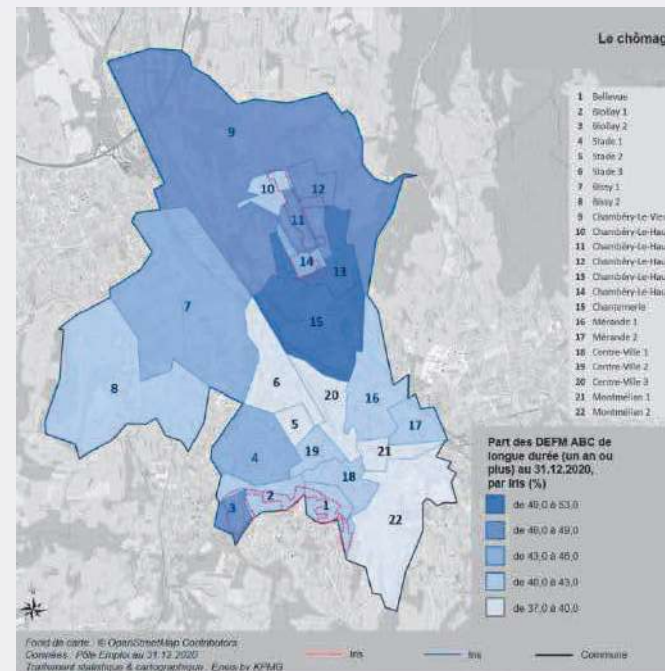 Le chômag
1 Bellevue
2 Biollay 1
3 Biollay 2
4 Stade 1
5 Stade 2
6 Stade 3
7 Bissy 1
8 Bissy 2
9 Chambéry-Le-Vie
10 Chambéry-Le-Hau
11 Chambéry-Le-Hau
12 Chambéry-Le-Hau
13 Chambéry-Le-Hau
14 Chambéry-Le-Hau
15 Chantemerle
16 Mérande 1
17 Mérande 2
18 Centre-Ville 1
19 Centre-Ville 2
20 Centre-Ville 3
21 Montmélian 1
22 Montmélian 2
9
10
12
11
14
13
15
7
8
6
20
16
5
17
19
21
4
18
2
3
1
22
Part des DEFM ABC de
longue durée (un an ou
plus) au 31.12.2020,
par Iris (%)
de 49,0 à 53,0
de 46,0 à 49,0
de 43,0 à 46,0
de 40,0 à 43,0
de 37,0 à 40,0
Fond de carte : © OpenStreetMap Contributors
Données : Pôle Emploi au 31.12.2020
Traitement statistique & cartographique : Eneis by KPMG
Iris
Iris
Commune